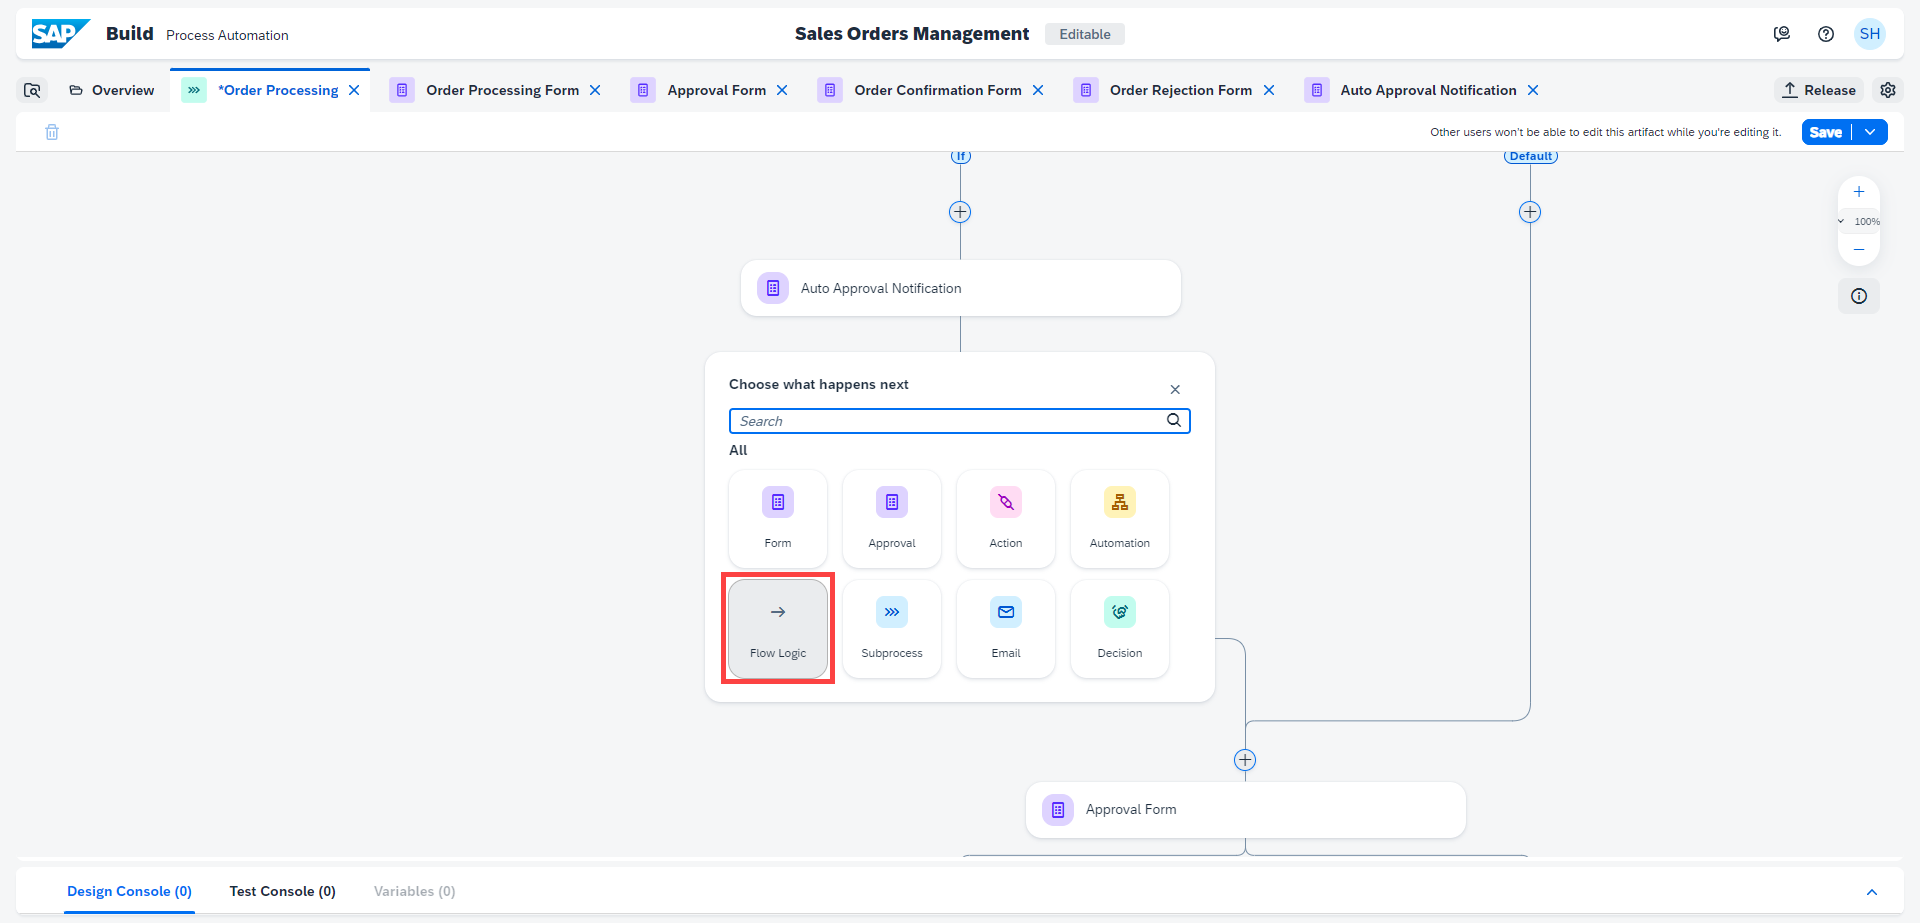 SAP Build Process Automation
Sales Orders Management Editable
SH
Overview
*Order Processing
Order Processing Form
Approval Form
Order Confirmation Form
Order Rejection Form
Auto Approval Notification
Release
Other users won't be able to edit this artifact while you're editing it.
Save
If
Default
100%
Auto Approval Notification
Choose what happens next
Search
All
Form
Approval
Action
Automation
Flow Logic
Subprocess
Email
Decision
Approval Form
Design Console (0)
Test Console (0)
Variables (0)